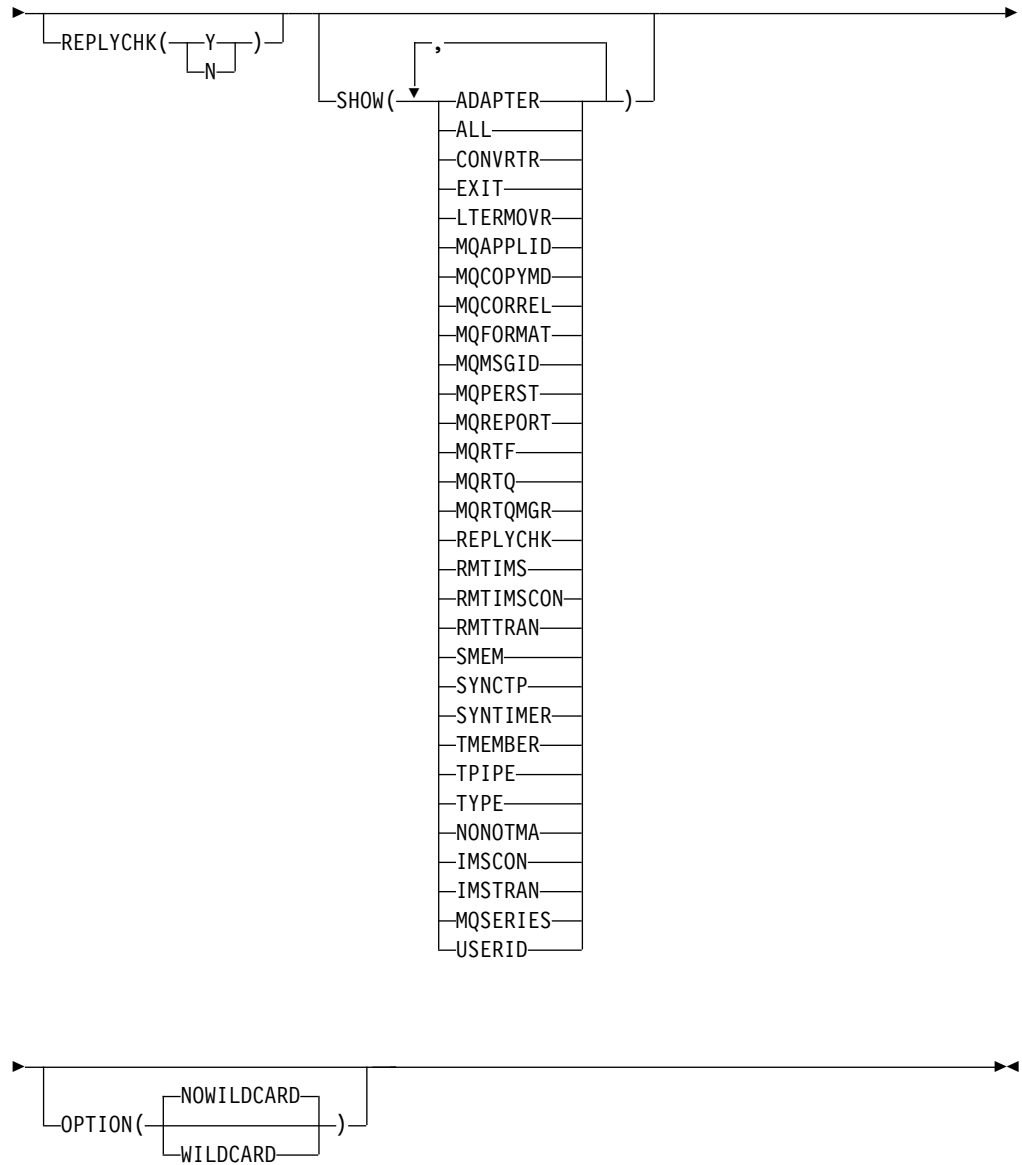 REPLYCHK( Y )
N
,
SHOW( ADAPTER )
ALL
CONVRTR
EXIT
LTERMOVR
MQAPPLID
MQCOPYMD
MQCORREL
MQFORMAT
MQMSGID
MQPERST
MQREPORT
MQRTF
MQRTQ
MQRTQMGR
REPLYCHK
RMTIMS
RMTIMSCON
RMTTRAN
SMEM
SYNCTP
SYNTIMER
TMEMBER
TPIPE
TYPE
NONOTMA
IMSCON
IMSTRAN
MQSERIES
USERID
NOWILDCARD
OPTION( )
WILDCARD